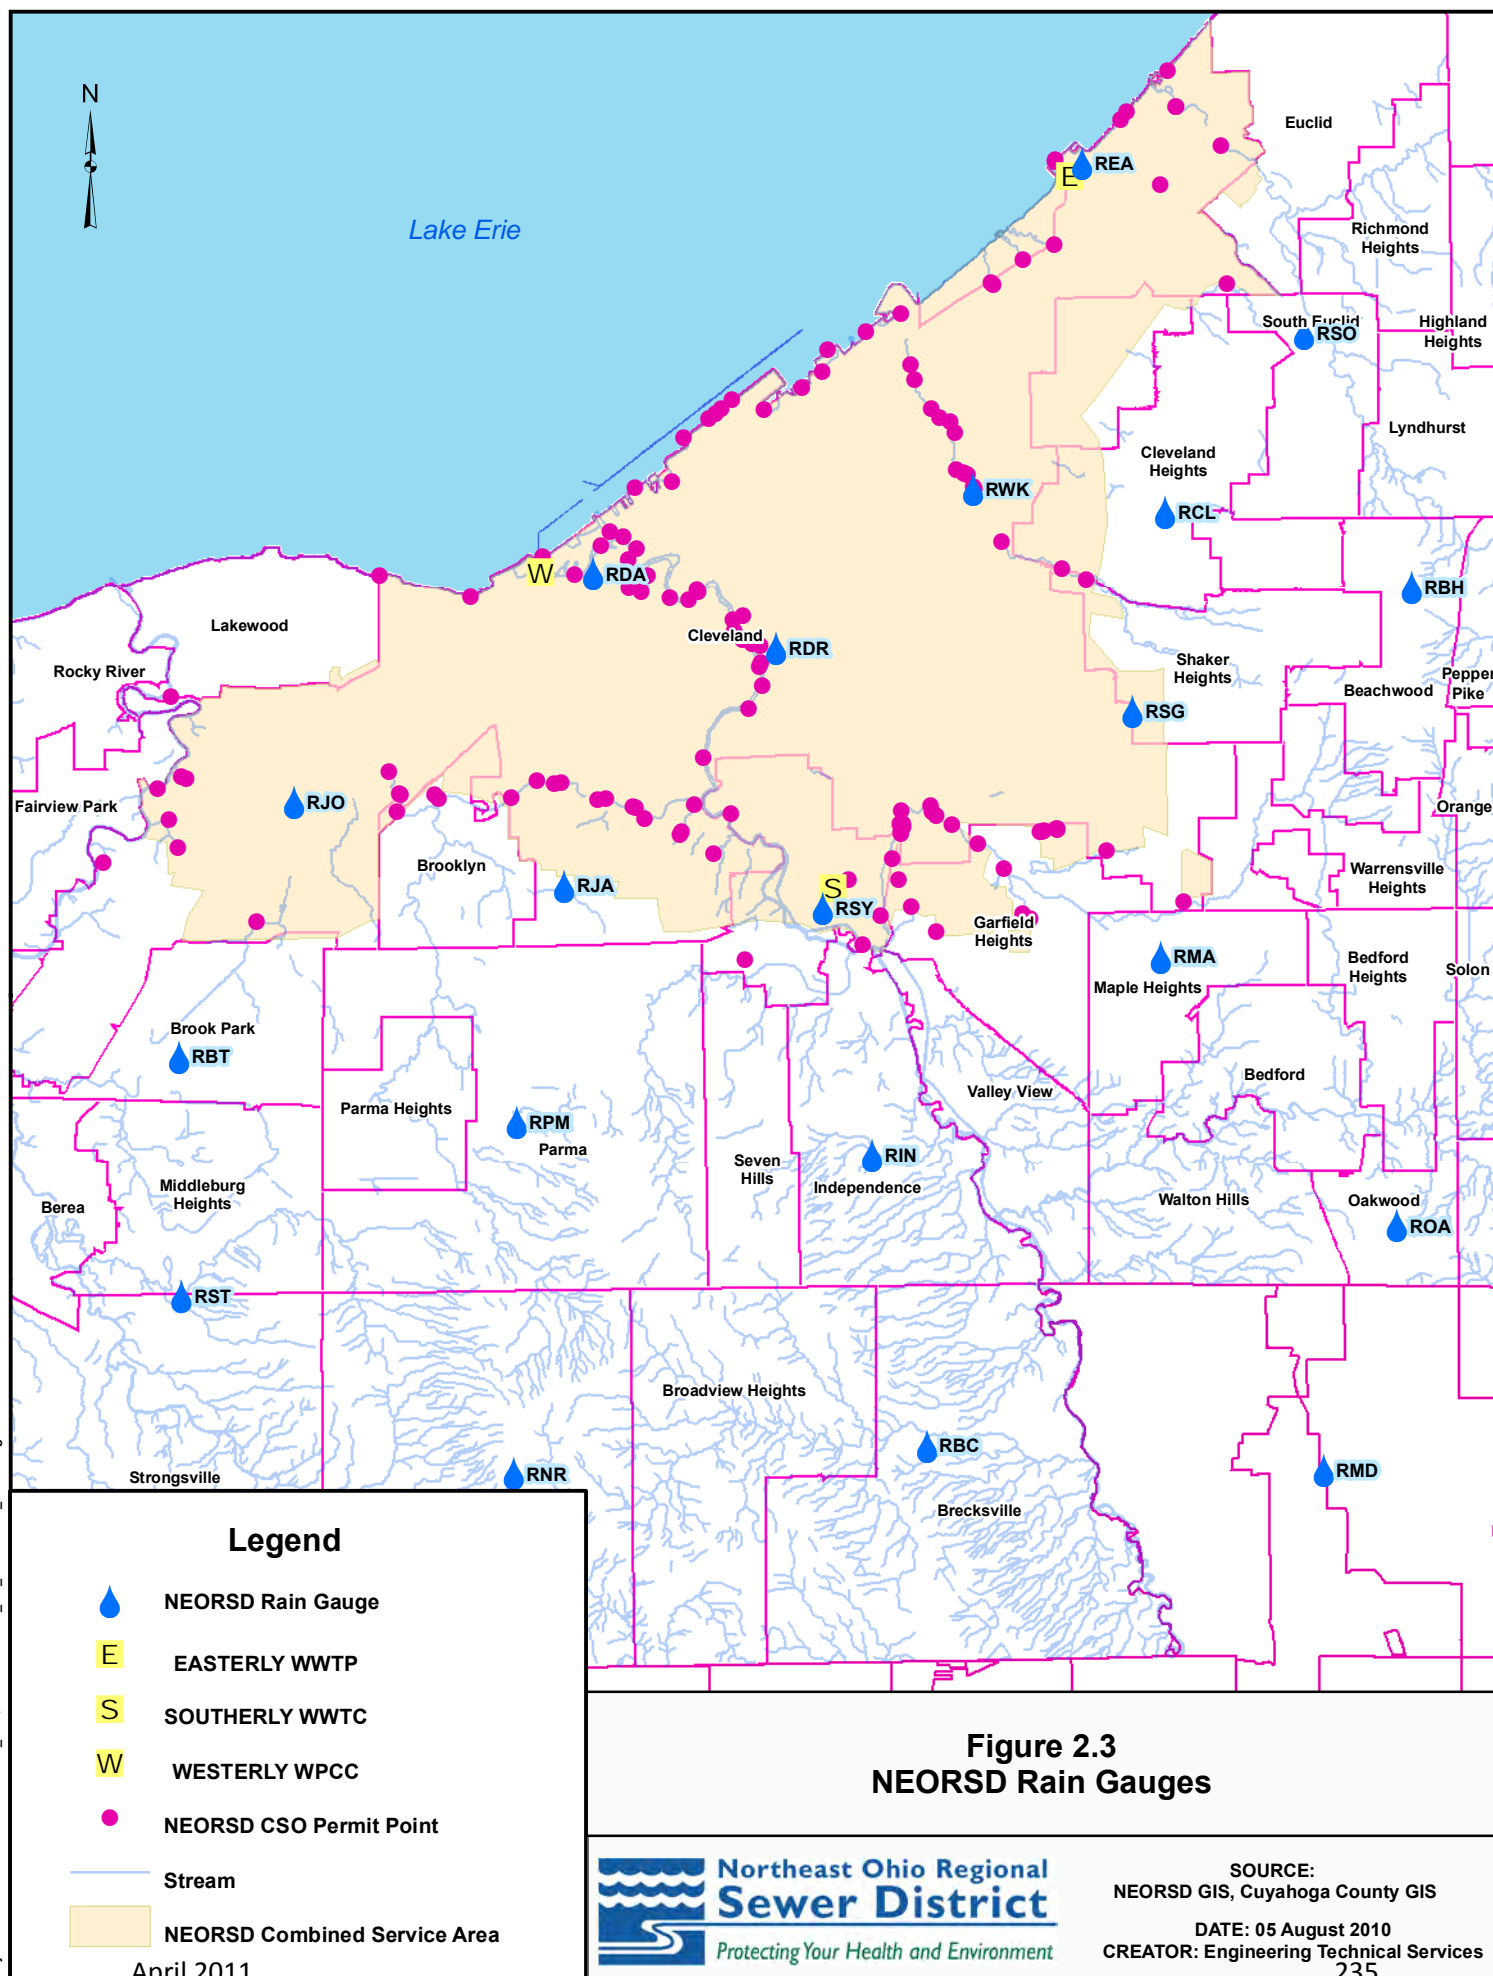 N
Lake Erie
Euclid
REA
E
Richmond
Heights
South Euclid
RSO
Highland
Heights
Lyndhurst
Cleveland
Heights
RWK
RCL
W
RDA
RBH
Lakewood
Cleveland
RDR
Rocky River
Shaker
Heights
Beachwood
Pepper
Pike
RSG
Fairview Park
RJO
Orange
Brooklyn
Warrensville
Heights
RJA
S
RSY
Garfield
Heights
RMA
Maple Heights
Bedford
Heights
Solon
Brook Park
RBT
Bedford
Valley View
Parma Heights
RPM
Parma
RIN
Independence
Seven
Hills
Middleburg
Heights
Berea
Walton Hills
Oakwood
ROA
RST
Broadview Heights
RBC
RMD
Strongsville
RNR
Brecksville
Legend
NEORSD Rain Gauge
E EASTERLY WWTP
S SOUTHERLY WWTC
W WESTERLY WPCC
NEORSD CSO Permit Point
Stream
NEORSD Combined Service Area
April 2011
Figure 2.3
NEORSD Rain Gauges
Northeast Ohio Regional
Sewer District
Protecting Your Health and Environment
SOURCE:
NEORSD GIS, Cuyahoga County GIS
DATE: 05 August 2010
CREATOR: Engineering Technical Services
235